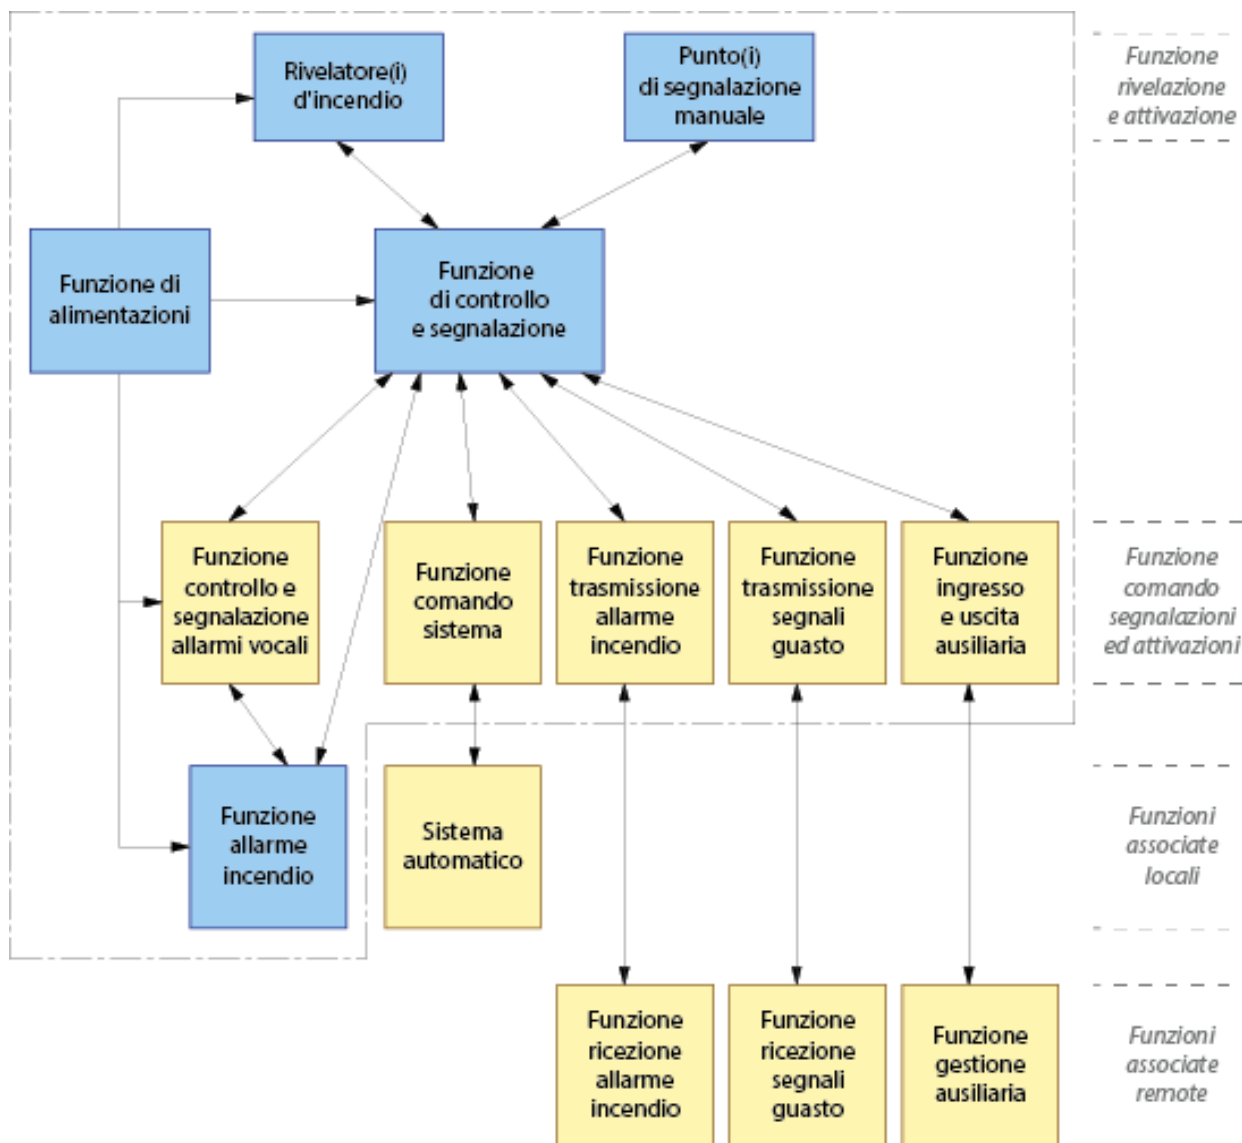 Rivelatore(i)
d'incendio
Punto(i)
di segnalazione
manuale
Funzione
rivelazione
e attivazione
Funzione di
alimentazioni
Funzione
di controllo
e segnalazione
Funzione
controllo e
segnalazione
allarmi vocali
Funzione
comando
sistema
Funzione
trasmissione
allarme
incendio
Funzione
trasmissione
segnali
guasto
Funzione
ingresso
e uscita
ausiliaria
Funzione
comando
segnalazioni
ed attivazioni
Funzione
allarme
incendio
Sistema
automatico
Funzioni
associate
locali
Funzione
ricezione
allarme
incendio
Funzione
ricezione
segnali
guasto
Funzione
gestione
ausiliaria
Funzioni
associate
remote